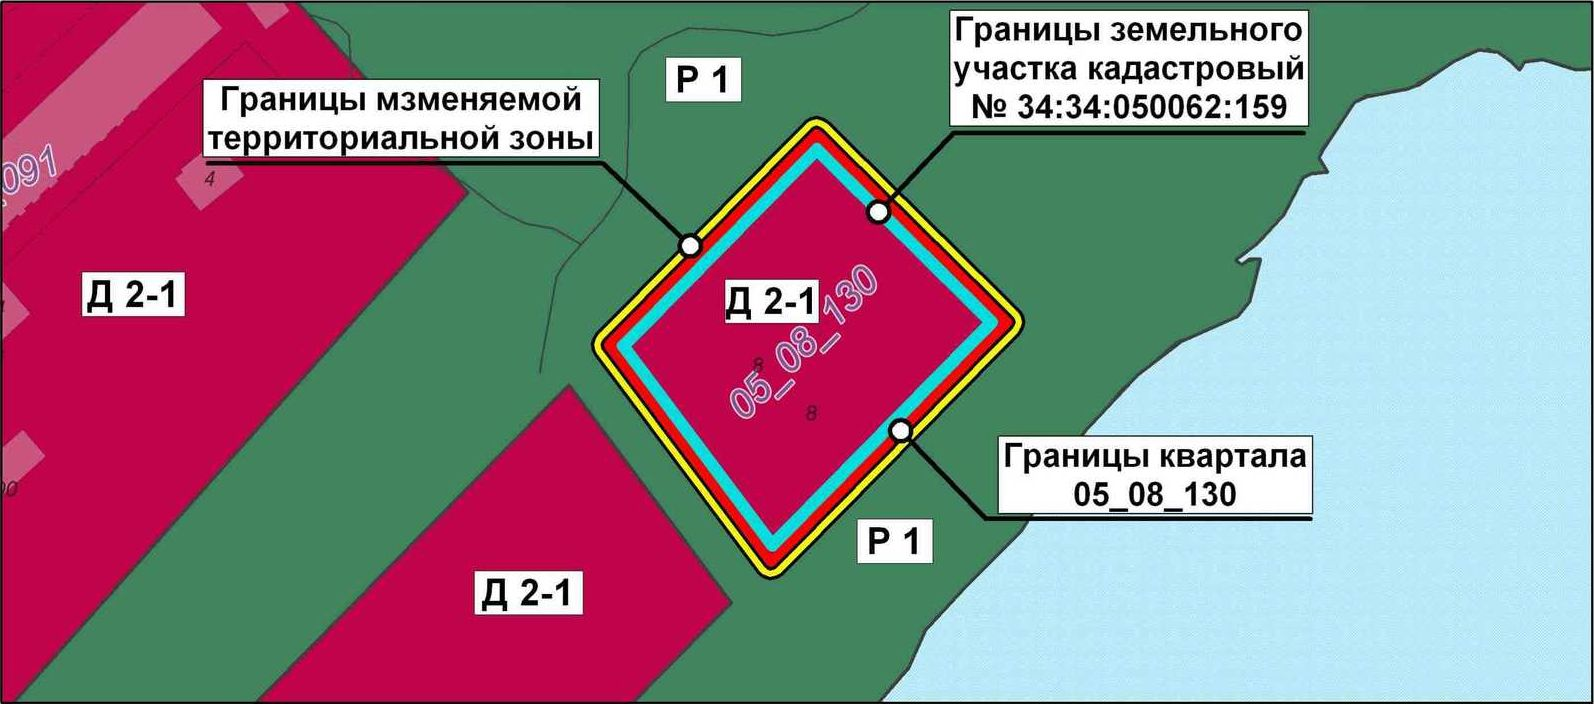 Границы земельного
участка кадастровый
№ 34:34:050062:159
Р 1
Границы мзменяемой
территориальной зоны
091
4
Д 2-1
Д 2-1
05_08_130
8
8
Границы квартала
05_08_130
Р 1
Д 2-1